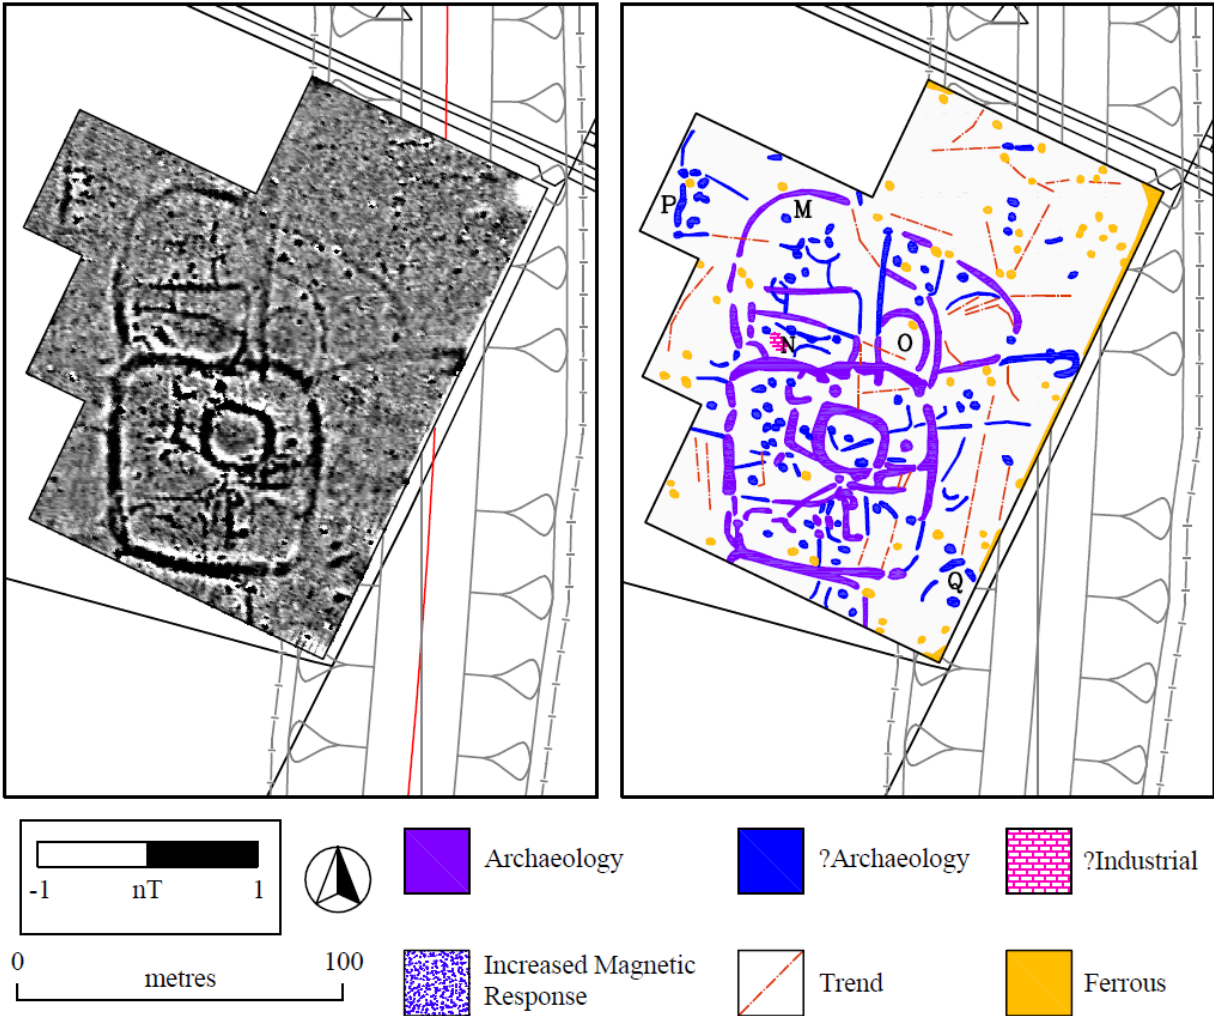 M
P
N
O
Q
-1 nT 1
Archaeology
?Archaeology
?Industrial
0 metres 100
Increased Magnetic
Response
Trend
Ferrous